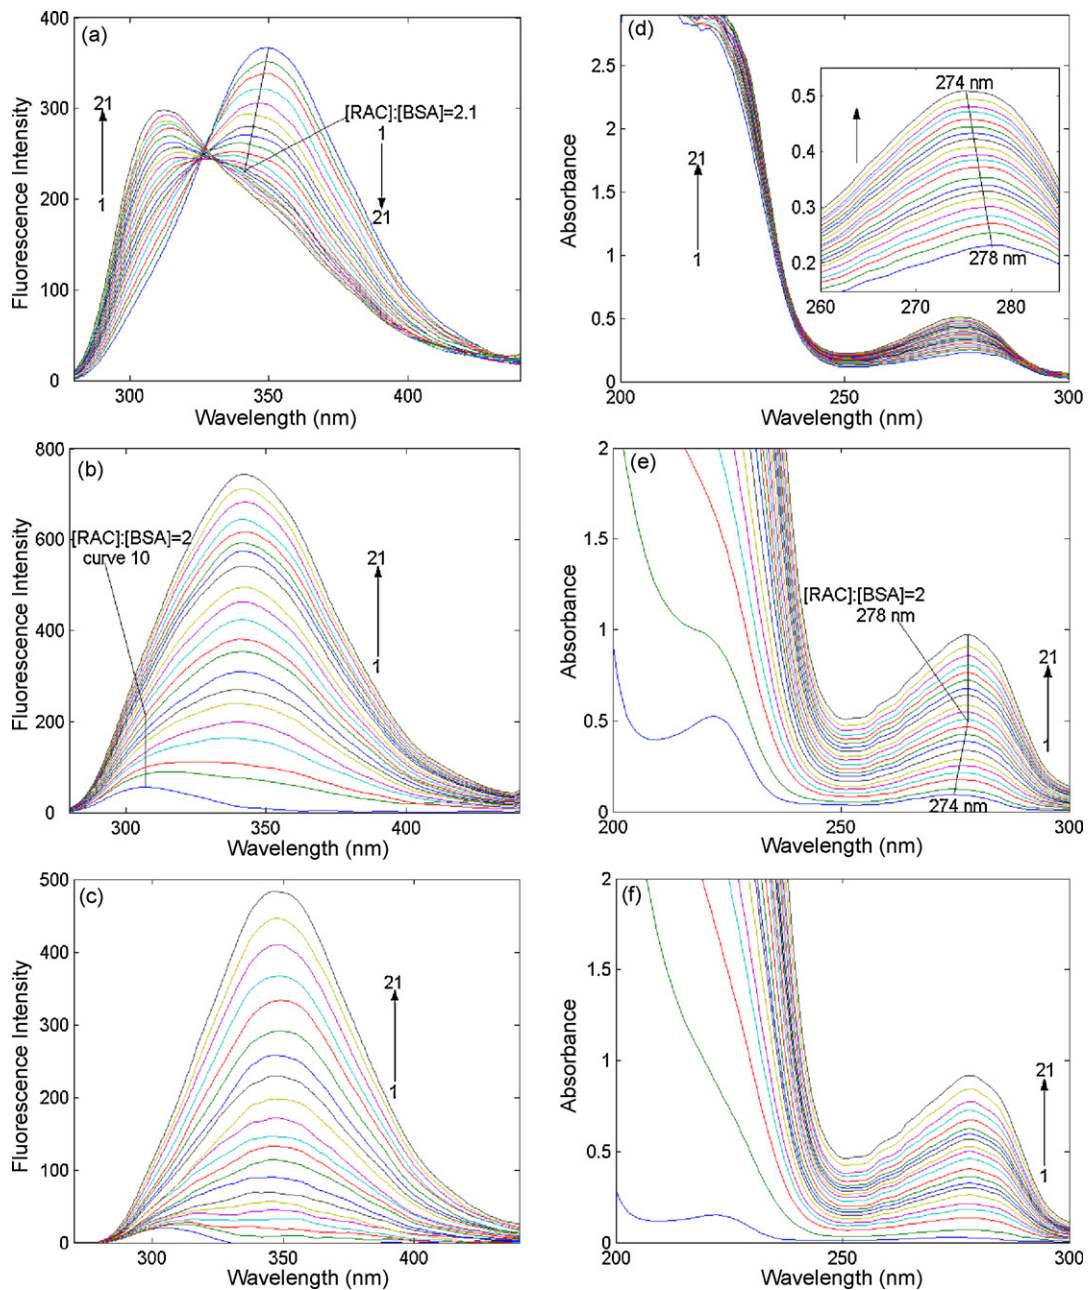 (a)
400
350
300
200
100
0
300
350
400
Fluorescence Intensity
Wavelength (nm)
21
1
[RAC]:[BSA]=2.1
1
21
(d)
2.5
2
1.5
1
0.5
0
200
250
300
Absorbance
Wavelength (nm)
21
1
274 nm
278 nm
0.5
0.4
0.3
0.2
260
270
280
(b)
800
600
400
200
0
300
350
400
Fluorescence Intensity
Wavelength (nm)
[RAC]:[BSA]=2
curve 10
21
1
(e)
2
1.5
1
0.5
0
200
250
300
Absorbance
Wavelength (nm)
[RAC]:[BSA]=2
278 nm
274 nm
21
1
(c)
500
400
300
200
100
0
300
350
400
Fluorescence Intensity
Wavelength (nm)
21
1
(f)
2
1.5
1
0.5
0
200
250
300
Absorbance
Wavelength (nm)
21
1